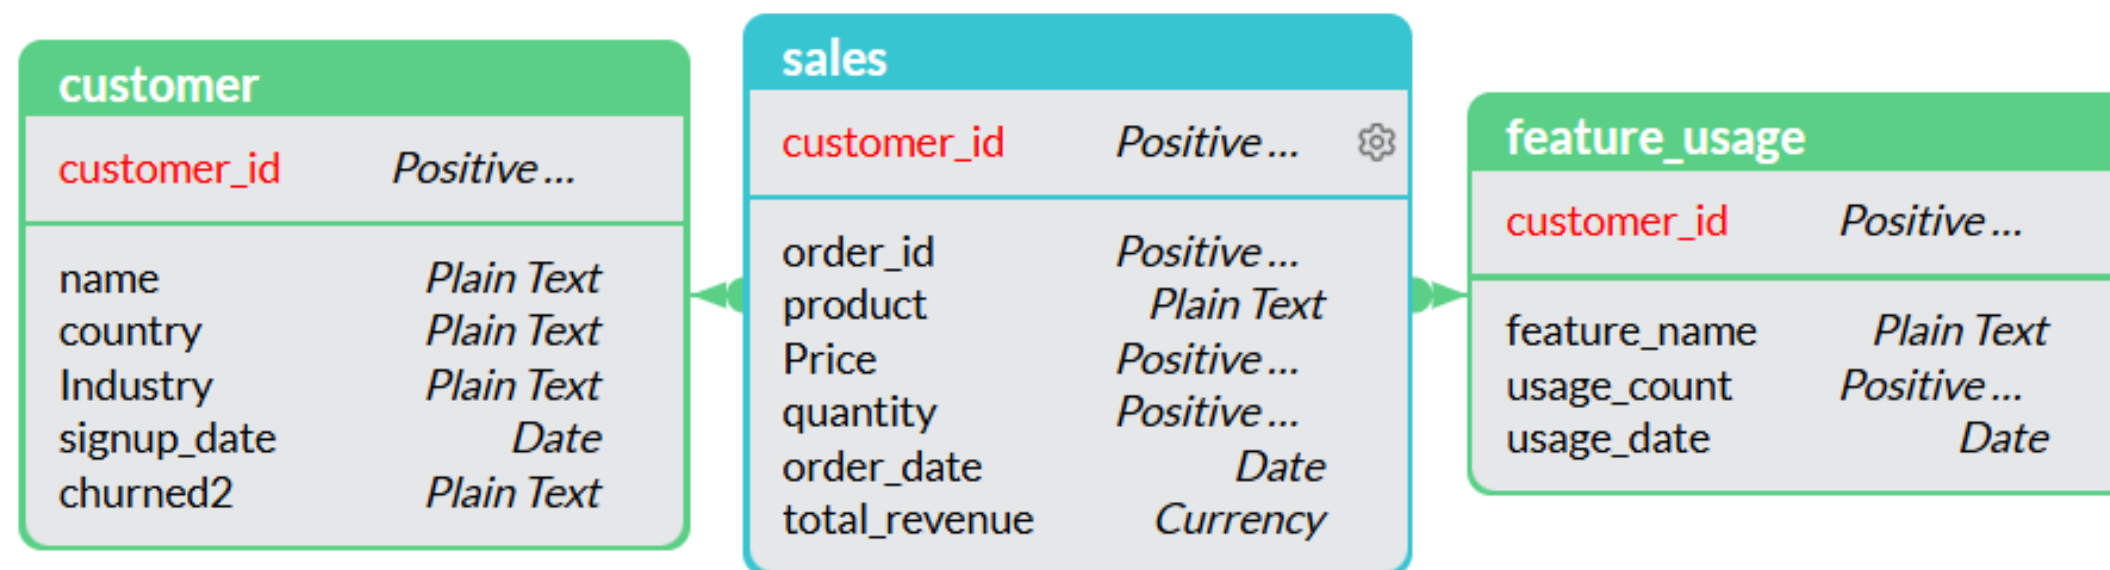 customer
customer_id Positive ...
name Plain Text
country Plain Text
Industry Plain Text
signup_date Date
churned2 Plain Text
sales
customer_id Positive ...
order_id Positive ...
product Plain Text
Price Positive ...
quantity Positive ...
order_date Date
total_revenue Currency
feature_usage
customer_id Positive ...
feature_name Plain Text
usage_count Positive ...
usage_date Date